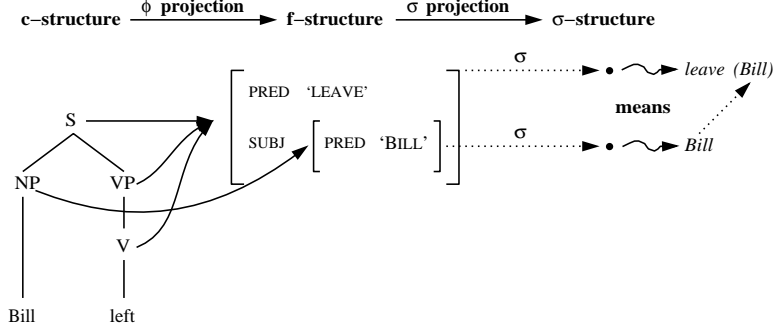 c–structure ϕ projection f–structure σ projection σ–structure
PRED ‘LEAVE’ σ leave (Bill)
means
S SUBJ PRED ‘BILL’ σ Bill
NP VP
V
Bill left